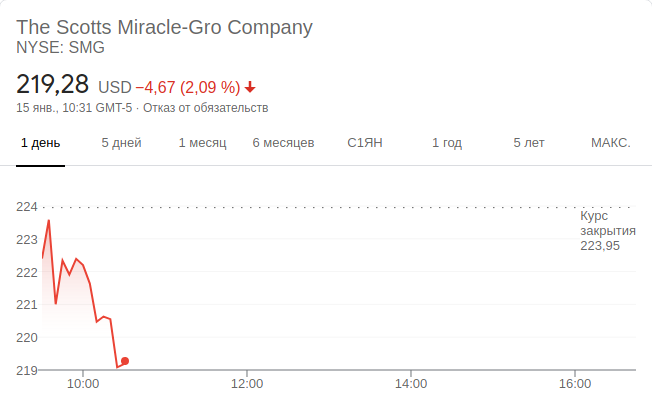 The Scotts Miracle-Gro Company
NYSE: SMG
219,28 USD −4,67 (2,09 %)
15 янв., 10:31 GMT-5 · Отказ от обязательств
1 день 5 дней 1 месяц 6 месяцев С1ЯН 1 год 5 лет МАКС.
224
Курс
закрытия
223,95
223
222
221
220
219
10:00 12:00 14:00 16:00